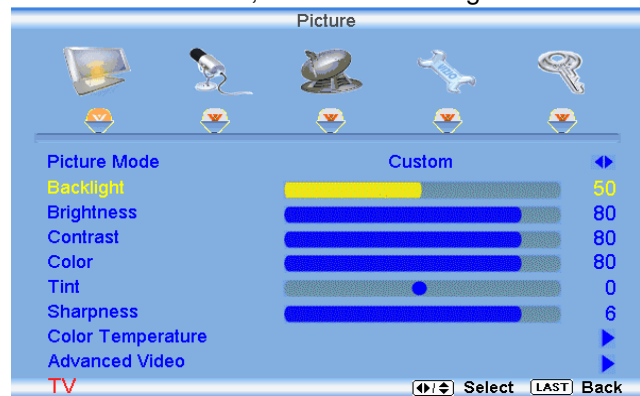 Picture
Picture Mode Custom
Backlight 50
Brightness 80
Contrast 80
Color 80
Tint 0
Sharpness 6
Color Temperature
Advanced Video
TV Select LAST Back